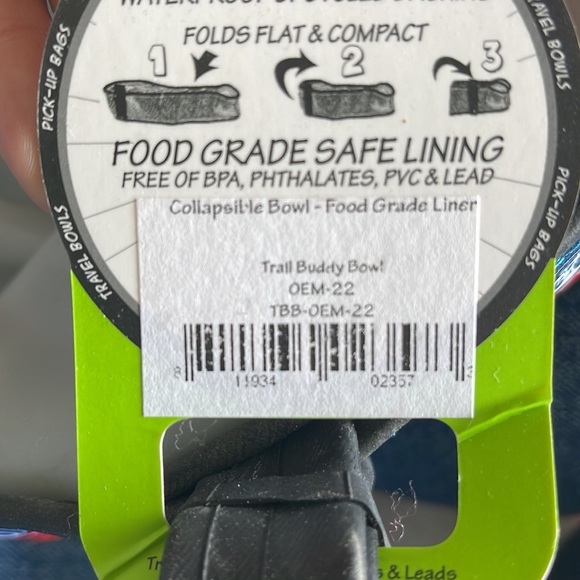 FOLDS FLAT & COMPACT
1 2 3
FOOD GRADE SAFE LINING
FREE OF BPA, PHTHALATES, PVC & LEAD
Collapsible Bowl - Food Grade Liner
Trail Buddy Bowl
OEM-22
TBB-OEM-22
8 11934 02357 3
PICK-UP BAGS
TRAVEL BOWLS
TRAVEL BOWLS
PICK-UP BAGS
& Leads